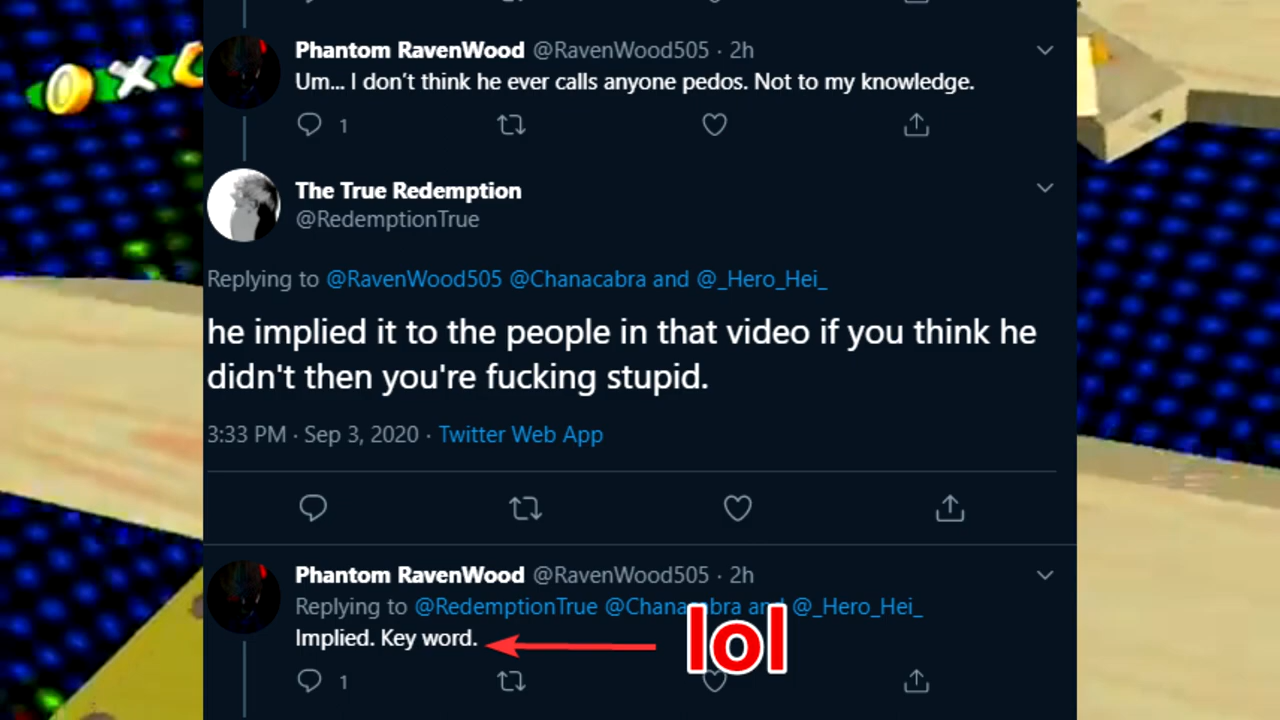 Phantom RavenWood @RavenWood505 · 2h
Um... I don't think he ever calls anyone pedos. Not to my knowledge.
1
The True Redemption
@RedemptionTrue
Replying to @RavenWood505 @Chanacabra and @_Hero_Hei_
he implied it to the people in that video if you think he
didn't then you're fucking stupid.
3:33 PM · Sep 3, 2020 · Twitter Web App
Phantom RavenWood @RavenWood505 · 2h
Replying to @RedemptionTrue @Chanacabra and @_Hero_Hei_
Implied. Key word.
lol
1